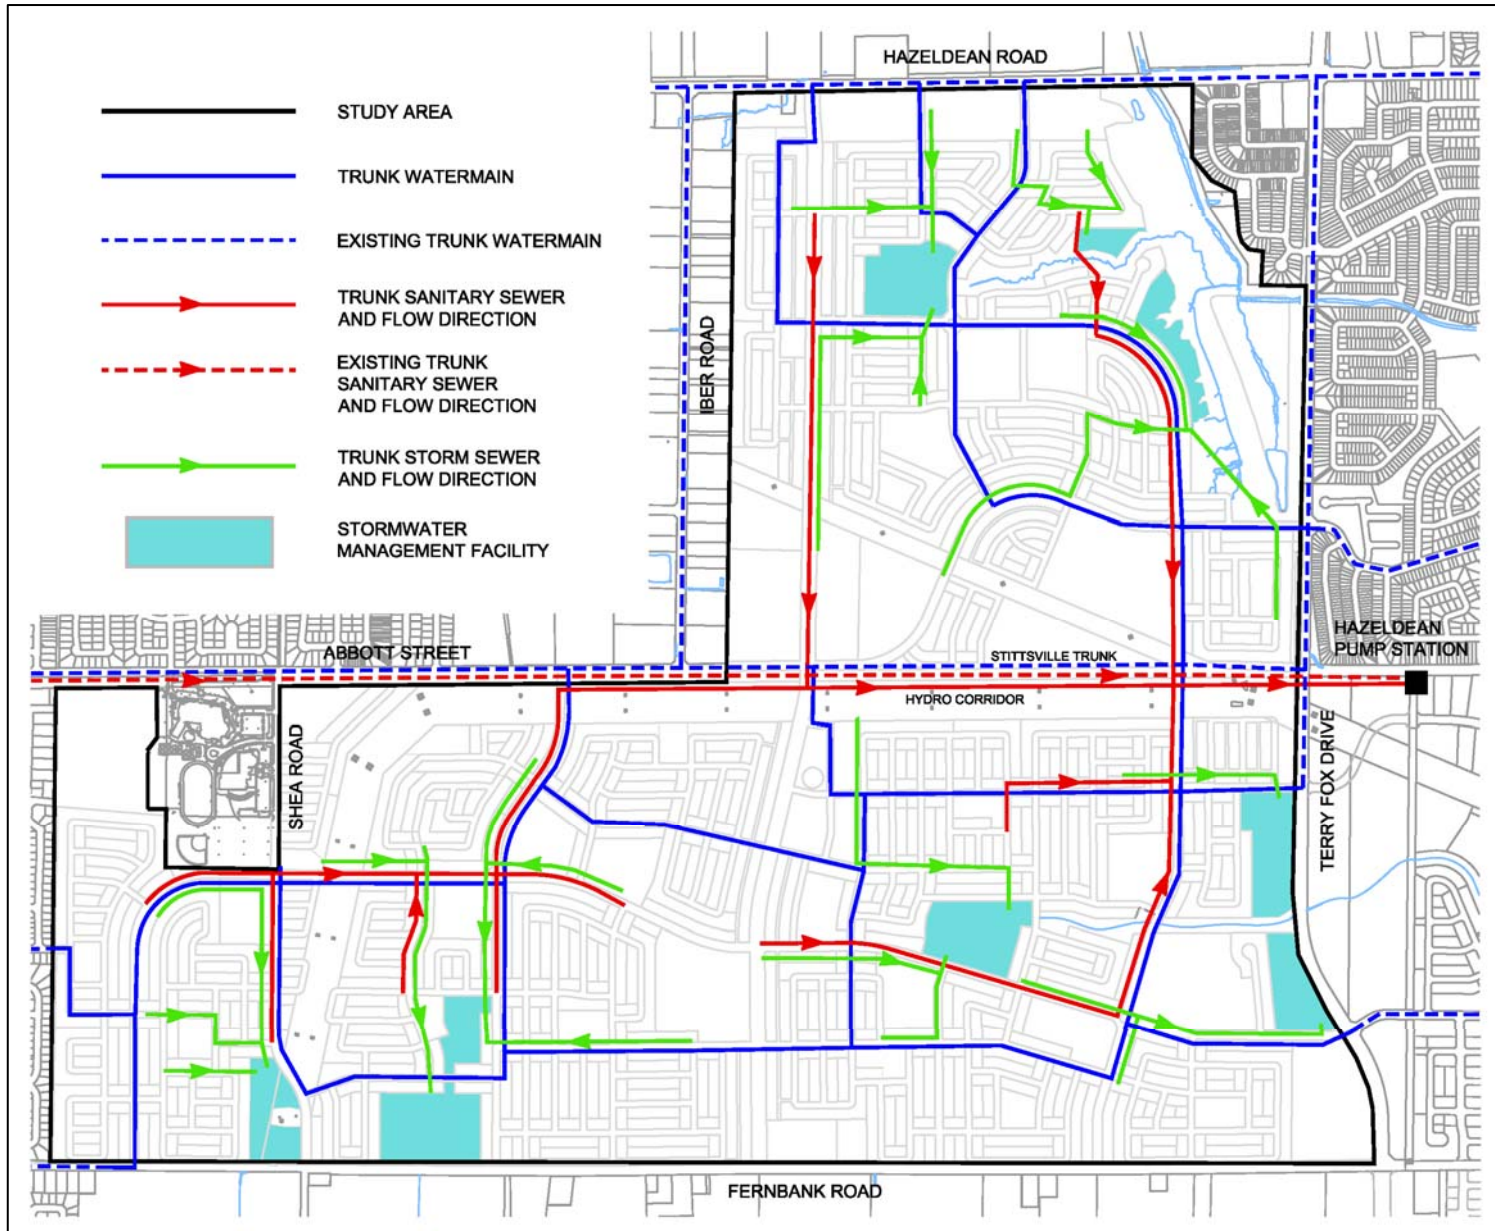 HAZELDEAN ROAD
STUDY AREA
TRUNK WATERMAIN
EXISTING TRUNK WATERMAIN
TRUNK SANITARY SEWER
AND FLOW DIRECTION
EXISTING TRUNK
SANITARY SEWER
AND FLOW DIRECTION
TRUNK STORM SEWER
AND FLOW DIRECTION
STORMWATER
MANAGEMENT FACILITY
IBER ROAD
ABBOTT STREET
STITTSVILLE TRUNK
HAZELDEAN
PUMP STATION
HYDRO CORRIDOR
SHEA ROAD
TERRY FOX DRIVE
FERNBANK ROAD